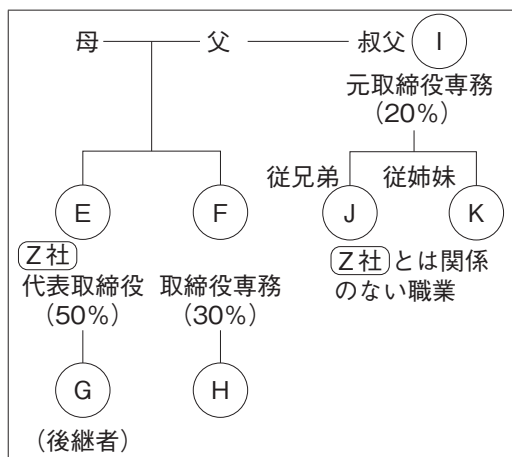 母 父 叔父 I
元取締役専務
(20%)
従兄弟 従姉妹
E F J K
Z社 Z社とは関係
代表取締役 取締役専務 のない職業
(50%) (30%)
G H
(後継者)